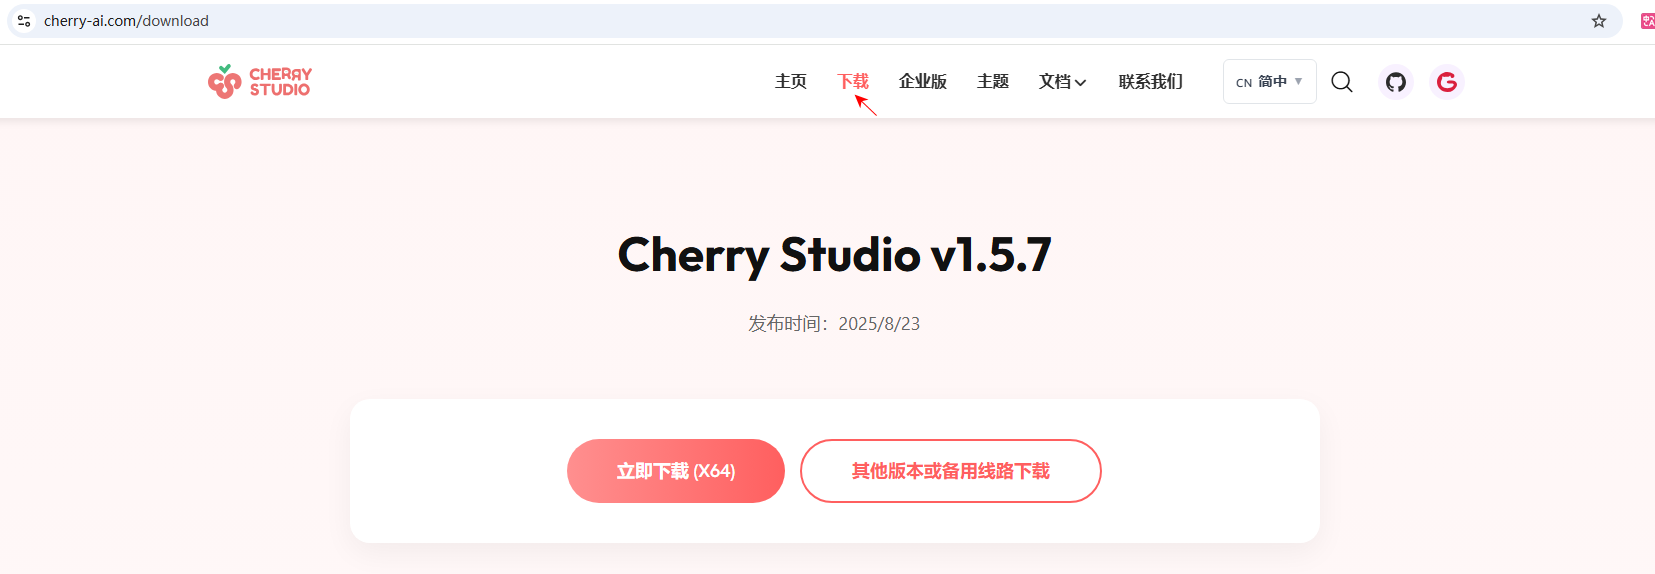 cherry-ai.com/download
CHERRY STUDIO
主页 下载 企业版 主题 文档 联系我们 CN 简中
Cherry Studio v1.5.7
发布时间：2025/8/23
立即下载 (X64) 其他版本或备用线路下载